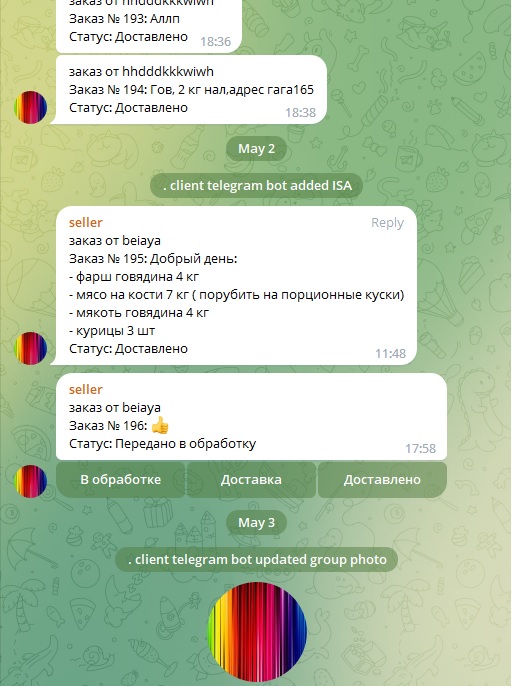 заказ от hhdddkkkwiwh
Заказ № 193: Аллп
Статус: Доставлено
18:36
заказ от hhdddkkkwiwh
Заказ № 194: Гов, 2 кг нал,адрес гага165
Статус: Доставлено
18:38
May 2
. client telegram bot added ISA
seller
Reply
заказ от beiaya
Заказ № 195: Добрый день:
- фарш говядина 4 кг
- мясо на кости 7 кг ( порубить на порционные куски)
- мякоть говядина 4 кг
- курицы 3 шт
Статус: Доставлено
11:48
seller
заказ от beiaya
Заказ № 196: 👍
Статус: Передано в обработку
17:58
В обработке
Доставка
Доставлено
May 3
. client telegram bot updated group photo